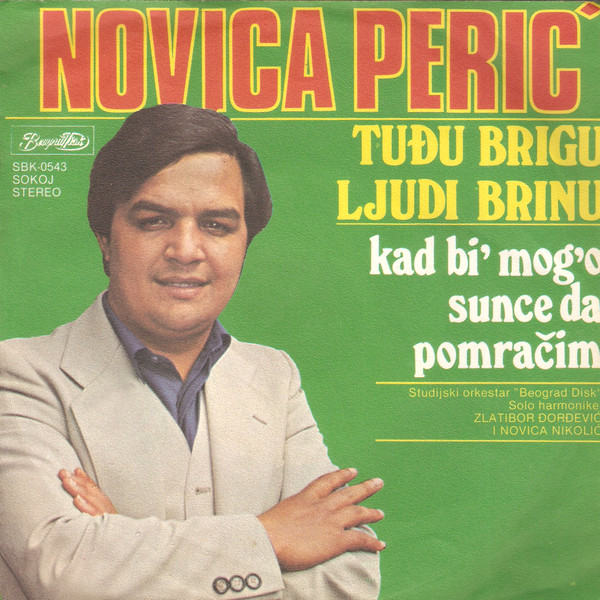 NOVICA PERIĆ
Beograd Disk
SBK-0543
SOKOJ
STEREO
TUĐU BRIGU
LJUDI BRINU
kad bi’ mog’o
sunce da
pomračim
Studijski orkestar "Beograd Disk"
Solo harmonike
ZLATIBOR ĐORĐEVIĆ
I NOVICA NIKOLIĆ